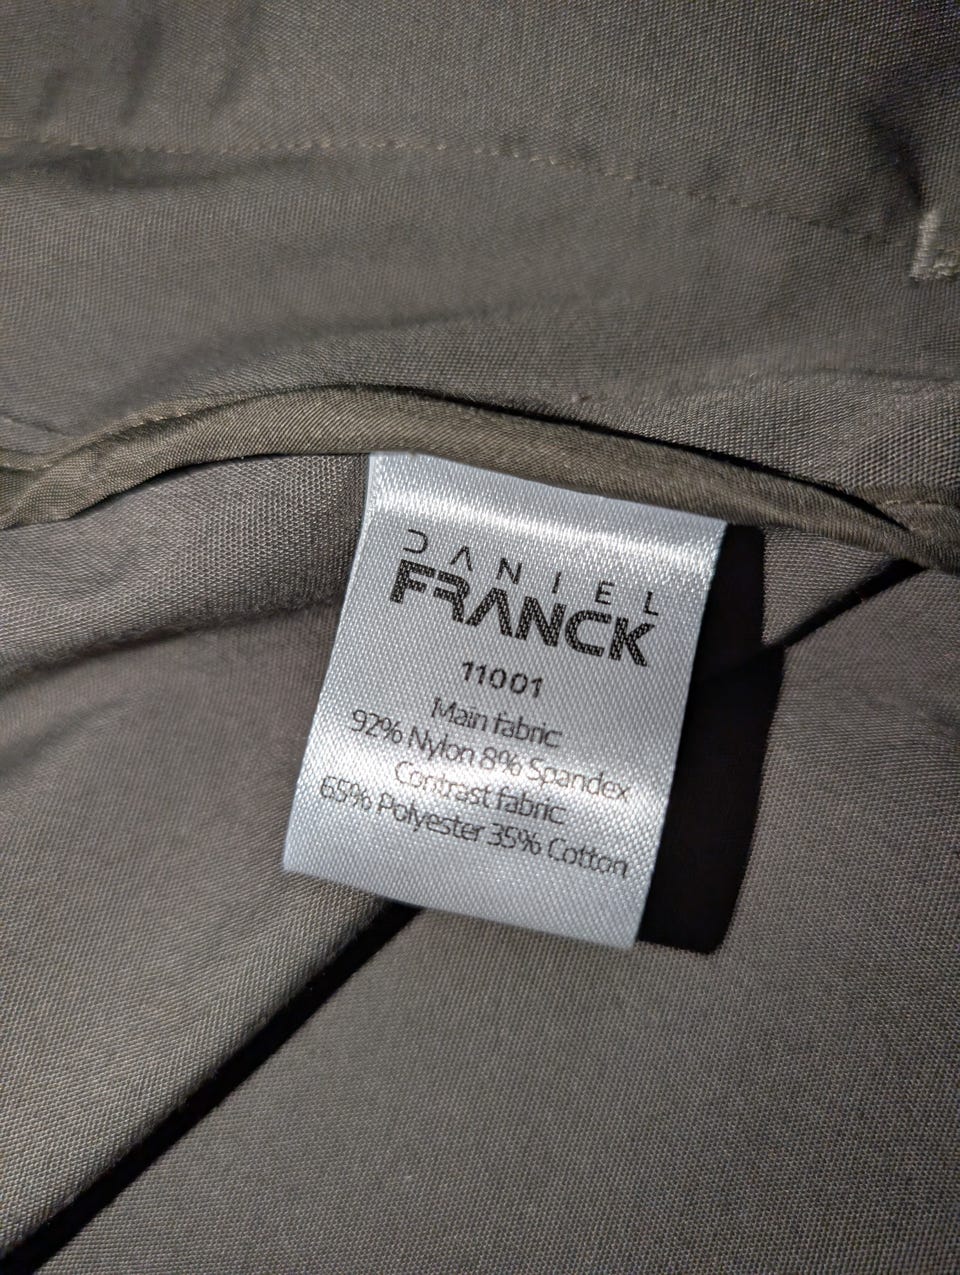 DANIEL
FRANCK
11001
Main fabric
92% Nylon 8% Spandex
Contrast fabric
65% Polyester 35% Cotton